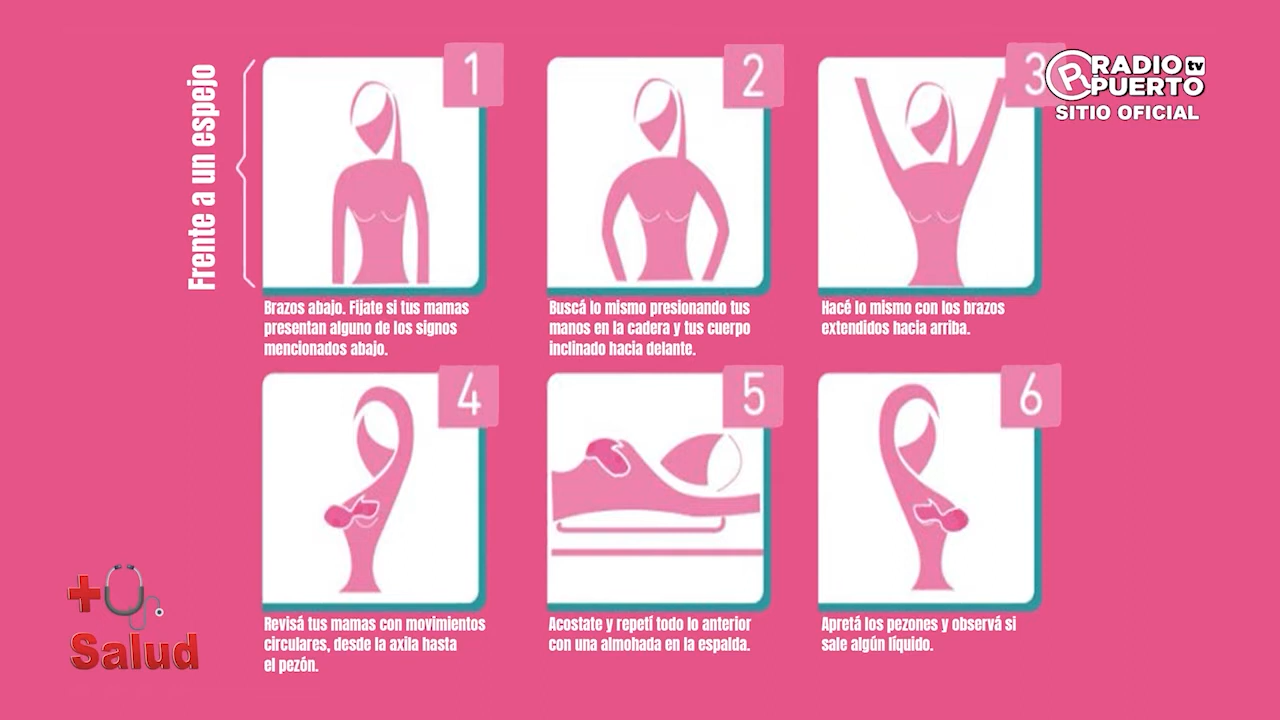 Frente a un espejo
1
2
3
R RADIO tv
PUERTO
SITIO OFICIAL
Brazos abajo. Fijate si tus mamas
presentan alguno de los signos
mencionados abajo.
Buscá lo mismo presionando tus
manos en la cadera y tus cuerpo
inclinado hacia delante.
Hacé lo mismo con los brazos
extendidos hacia arriba.
4
5
6
Revisá tus mamas con movimientos
circulares, desde la axila hasta
el pezón.
Acostate y repetí todo lo anterior
con una almohada en la espalda.
Apretá los pezones y observá si
sale algún líquido.
+
Salud